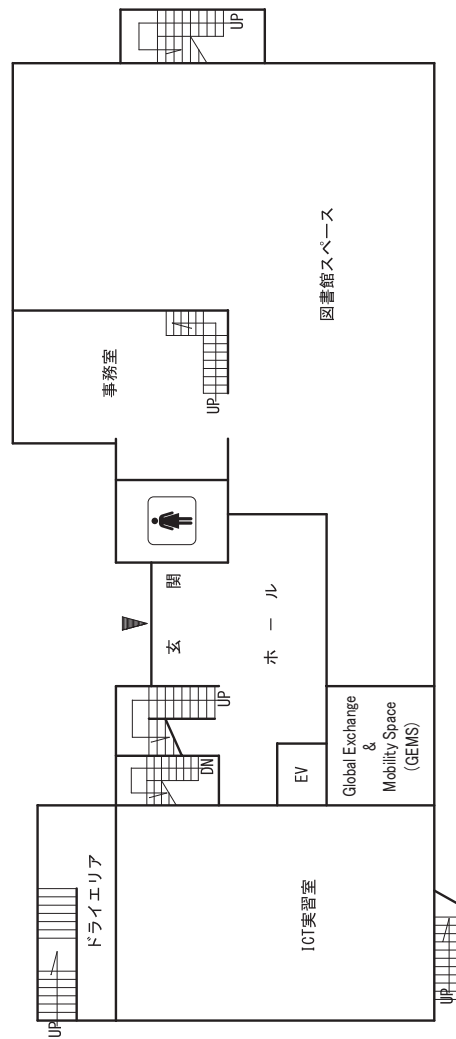 UP
事務室
図書館スペース
UP
玄関
ホール
UP
DN
EV
Global Exchange
&
Mobility Space
(GEMS)
ドライエリア
ICT実習室
UP
UP